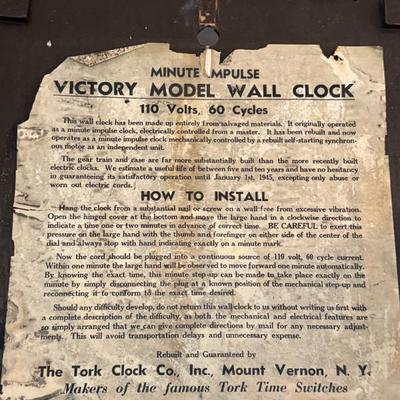 MINUTE IMPULSE
VICTORY MODEL WALL CLOCK
110 Volts, 60 Cycles
This wall clock has been made up entirely from salvaged materials. It originally operated
as a minute impulse clock, electrically controlled from a master. It has been rebuilt and now
operates as a minute impulse clock mechanically controlled by a rebuilt self-starting synchron-
ous motor as an independent unit.
The gear train and case are far more substantially built than the more recently built
electric clocks. We estimate a useful life of between five and ten years and have no hesitancy
in guaranteeing its satisfactory operation until January 1st, 1945, excepting only abuse or
worn out electric cords.
HOW TO INSTALL
Hang the clock from a substantial nail or screw on a wall free from excessive vibration.
Open the hinged cover at the bottom and move the large hand in a clockwise direction to
indicate a time one or two minutes in advance of correct time. BE CAREFUL to exert this
pressure on the large hand with the thumb and forefinger on either side of the center of the
dial and always stop with hand indicating exactly on a minute mark.
Now the cord should be plugged into a continuous source of 110 volt, 60 cycle current.
Within one minute the large hand will be observed to move forward one minute automatically.
By knowing the exact time, this minute step-up can be made to take place exactly on the
minute by simply disconnecting the plug at a known position of the mechanical step-up and
reconnecting it to conform to the exact time desired.
Should any difficulty develop, do not return this wall clock to us without writing us first with
a complete description of the difficulty, as both the mechanical and electrical features are
so simply arranged that we can give complete directions by mail for any necessary adjust-
ments. This will avoid transportation delays and unnecessary expense.
Rebuilt and Guaranteed by
The Tork Clock Co., Inc., Mount Vernon, N. Y.
Makers of the famous Tork Time Switches